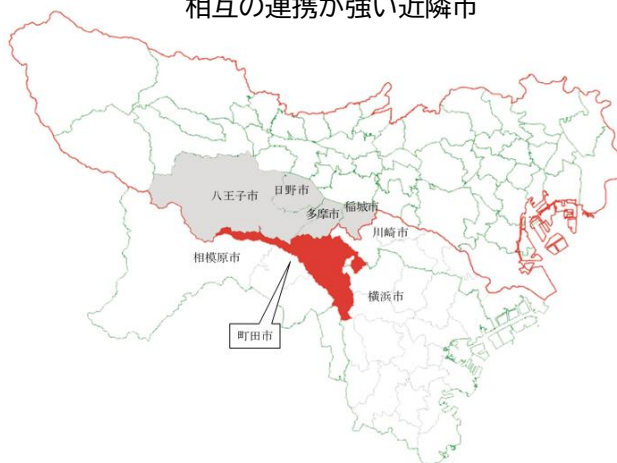 相互の連携が強い近隣市
八王子市
日野市
多摩市
稲城市
川崎市
相模原市
横浜市
町田市